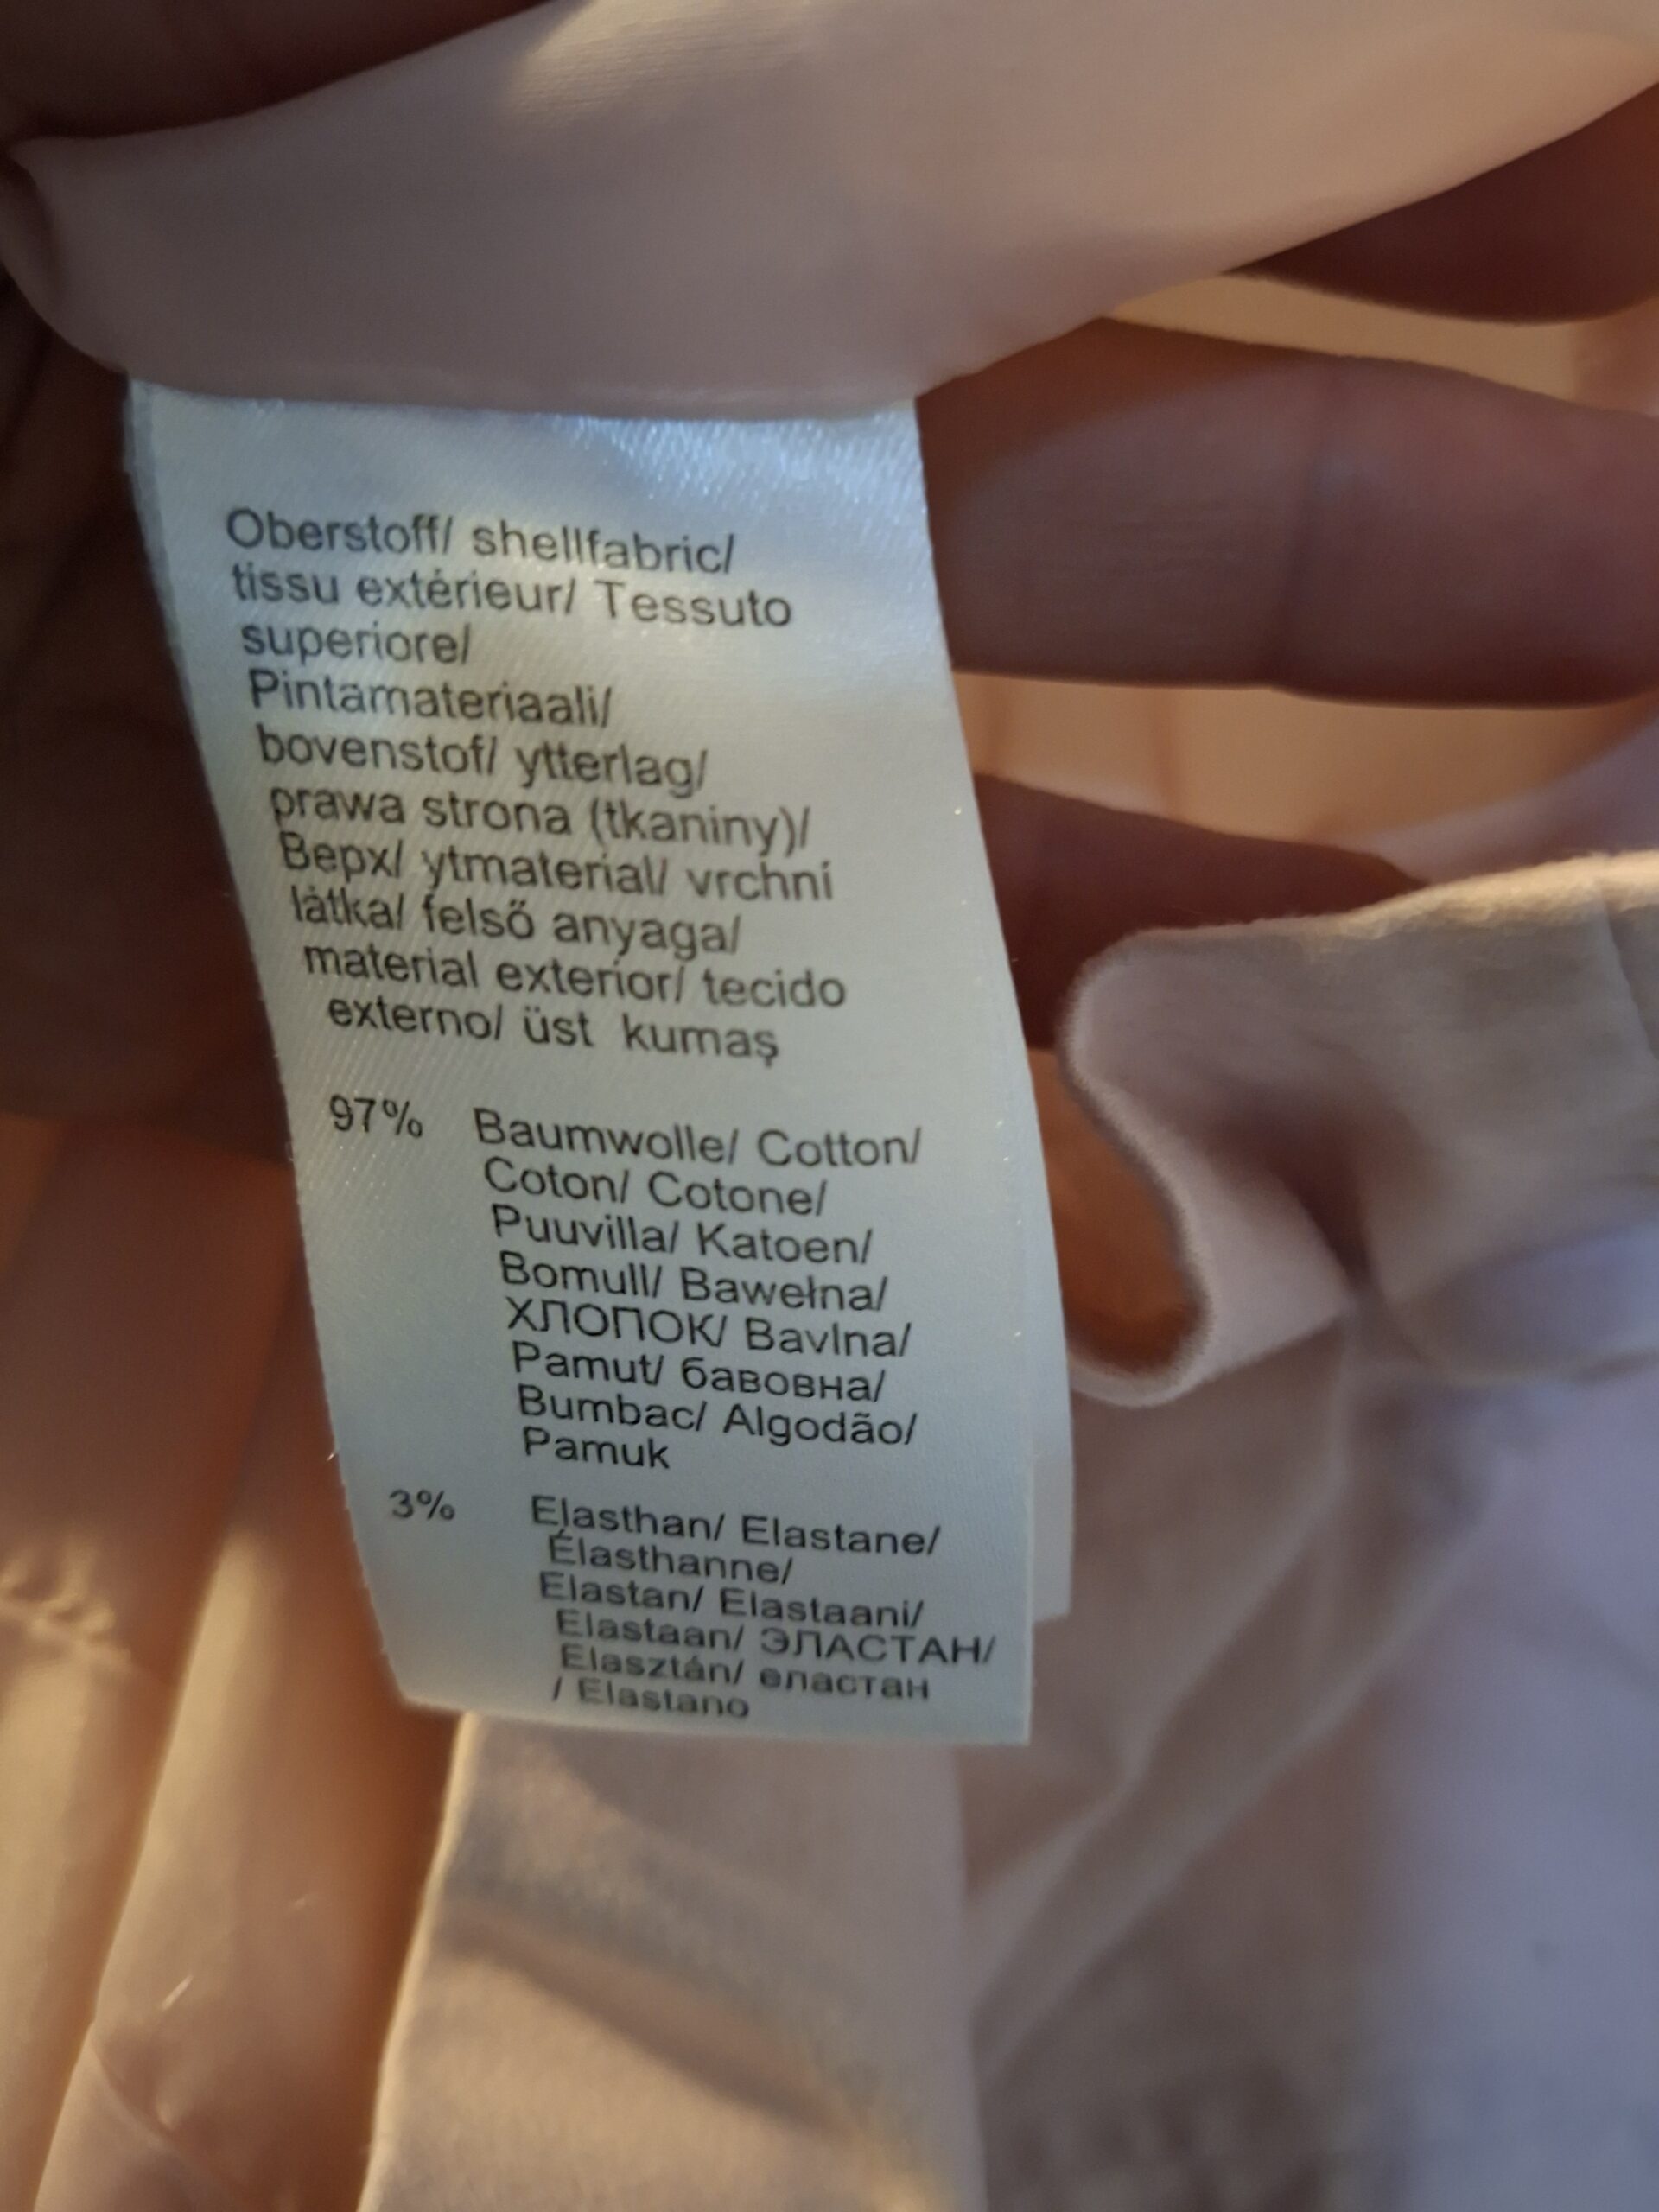 Oberstoff/ shellfabric/
tissu extérieur/ Tessuto
superiore/
Pintamateriaali/
bovenstof/ ytterlag/
prawa strona (tkaniny)/
Верх/ ytmaterial/ vrchní
látka/ felső anyaga/
material exterior/ tecido
externo/ üst kumaş
97% Baumwolle/ Cotton/
Coton/ Cotone/
Puuvilla/ Katoen/
Bomull/ Bawełna/
ХЛОПОК/ Bavlna/
Pamut/ бавовна/
Bumbac/ Algodão/
Pamuk
3% Elasthan/ Elastane/
Élasthanne/
Elastan/ Elastaani/
Elastaan/ ЭЛАСТАН/
Elasztán/ еластан
/ Elastano